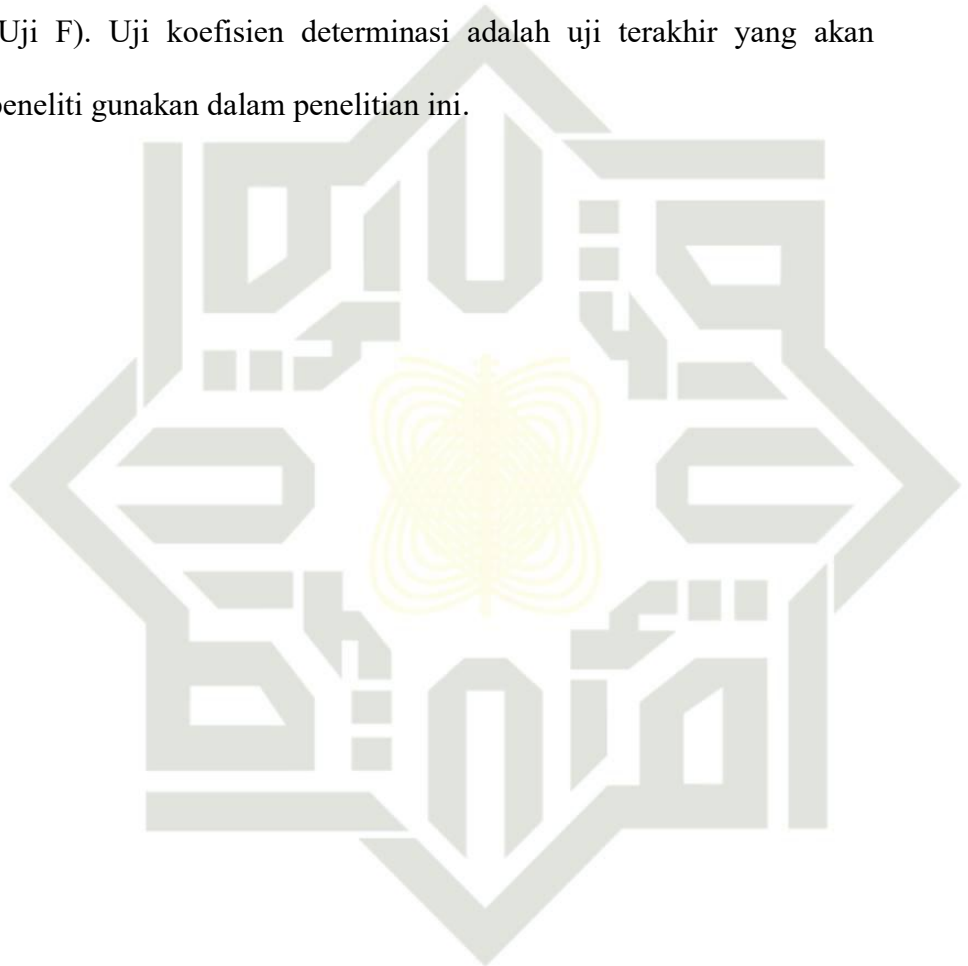 Uji F). Uji koefisien determinasi adalah uji terakhir yang akan
peneliti gunakan dalam penelitian ini.